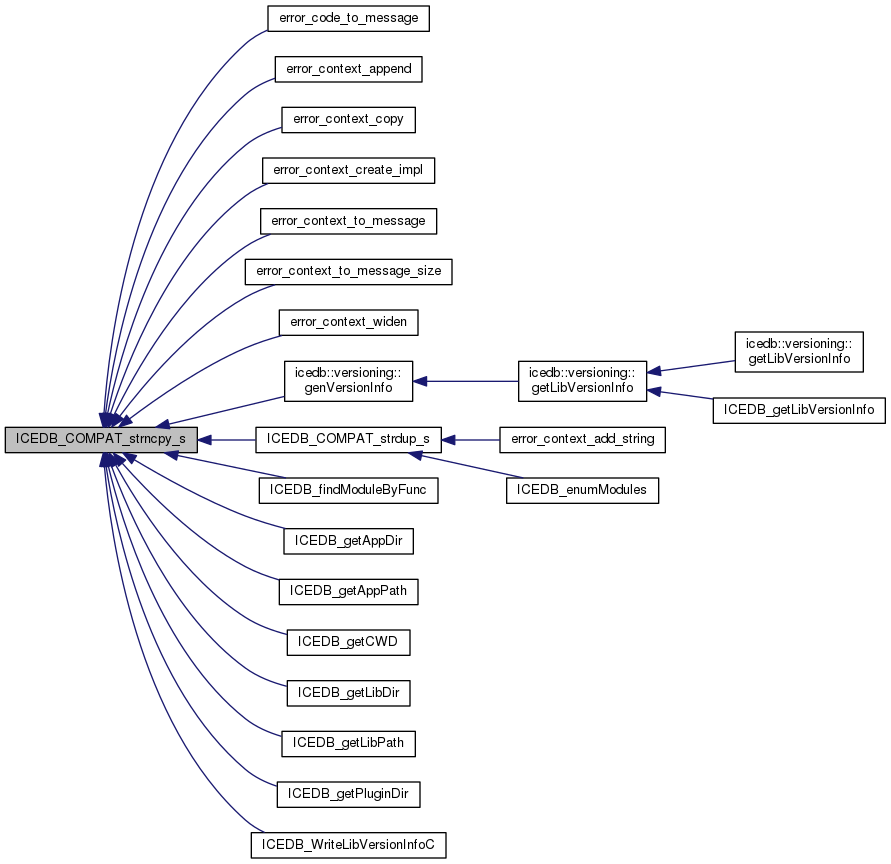 error_code_to_message
error_context_append
error_context_copy
error_context_create_impl
error_context_to_message
error_context_to_message_size
error_context_widen
icedb::versioning::
genVersionInfo
icedb::versioning::
getLibVersionInfo
icedb::versioning::
getLibVersionInfo
ICEDB_getLibVersionInfo
ICEDB_COMPAT_strncpy_s
ICEDB_COMPAT_strdup_s
error_context_add_string
ICEDB_findModuleByFunc
ICEDB_enumModules
ICEDB_getAppDir
ICEDB_getAppPath
ICEDB_getCWD
ICEDB_getLibDir
ICEDB_getLibPath
ICEDB_getPluginDir
ICEDB_WriteLibVersionInfoC